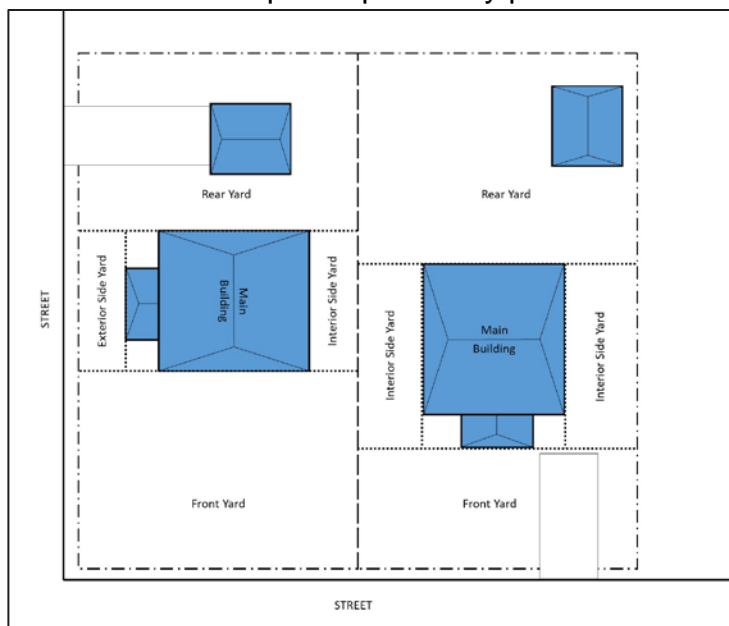 Rear Yard
Rear Yard
STREET
Exterior Side Yard
Main
Building
Interior Side Yard
Interior Side Yard
Main
Building
Interior Side Yard
Front Yard
Front Yard
STREET